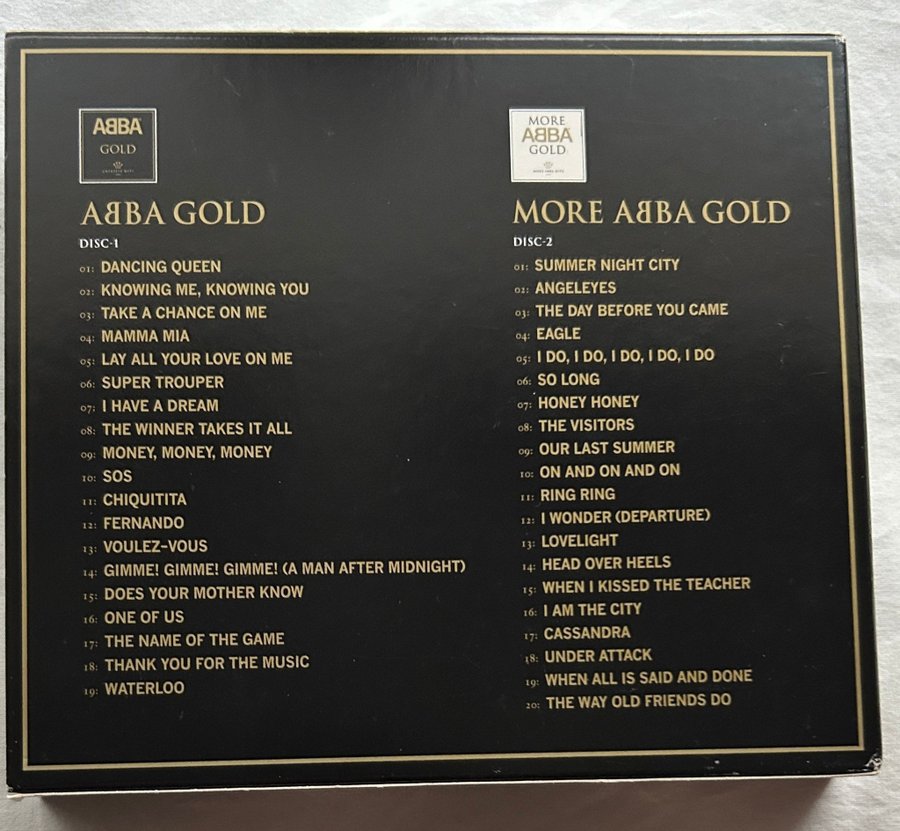 AᗺBA
GOLD
AᗺBA GOLD
DISC-1
01: DANCING QUEEN
02: KNOWING ME, KNOWING YOU
03: TAKE A CHANCE ON ME
04: MAMMA MIA
05: LAY ALL YOUR LOVE ON ME
06: SUPER TROUPER
07: I HAVE A DREAM
08: THE WINNER TAKES IT ALL
09: MONEY, MONEY, MONEY
10: SOS
11: CHIQUITITA
12: FERNANDO
13: VOULEZ-VOUS
14: GIMME! GIMME! GIMME! (A MAN AFTER MIDNIGHT)
15: DOES YOUR MOTHER KNOW
16: ONE OF US
17: THE NAME OF THE GAME
18: THANK YOU FOR THE MUSIC
19: WATERLOO
MORE
AᗺBA
GOLD
MORE AᗺBA GOLD
DISC-2
01: SUMMER NIGHT CITY
02: ANGELEYES
03: THE DAY BEFORE YOU CAME
04: EAGLE
05: I DO, I DO, I DO, I DO, I DO
06: SO LONG
07: HONEY HONEY
08: THE VISITORS
09: OUR LAST SUMMER
10: ON AND ON AND ON
11: RING RING
12: I WONDER (DEPARTURE)
13: LOVELIGHT
14: HEAD OVER HEELS
15: WHEN I KISSED THE TEACHER
16: I AM THE CITY
17: CASSANDRA
18: UNDER ATTACK
19: WHEN ALL IS SAID AND DONE
20: THE WAY OLD FRIENDS DO